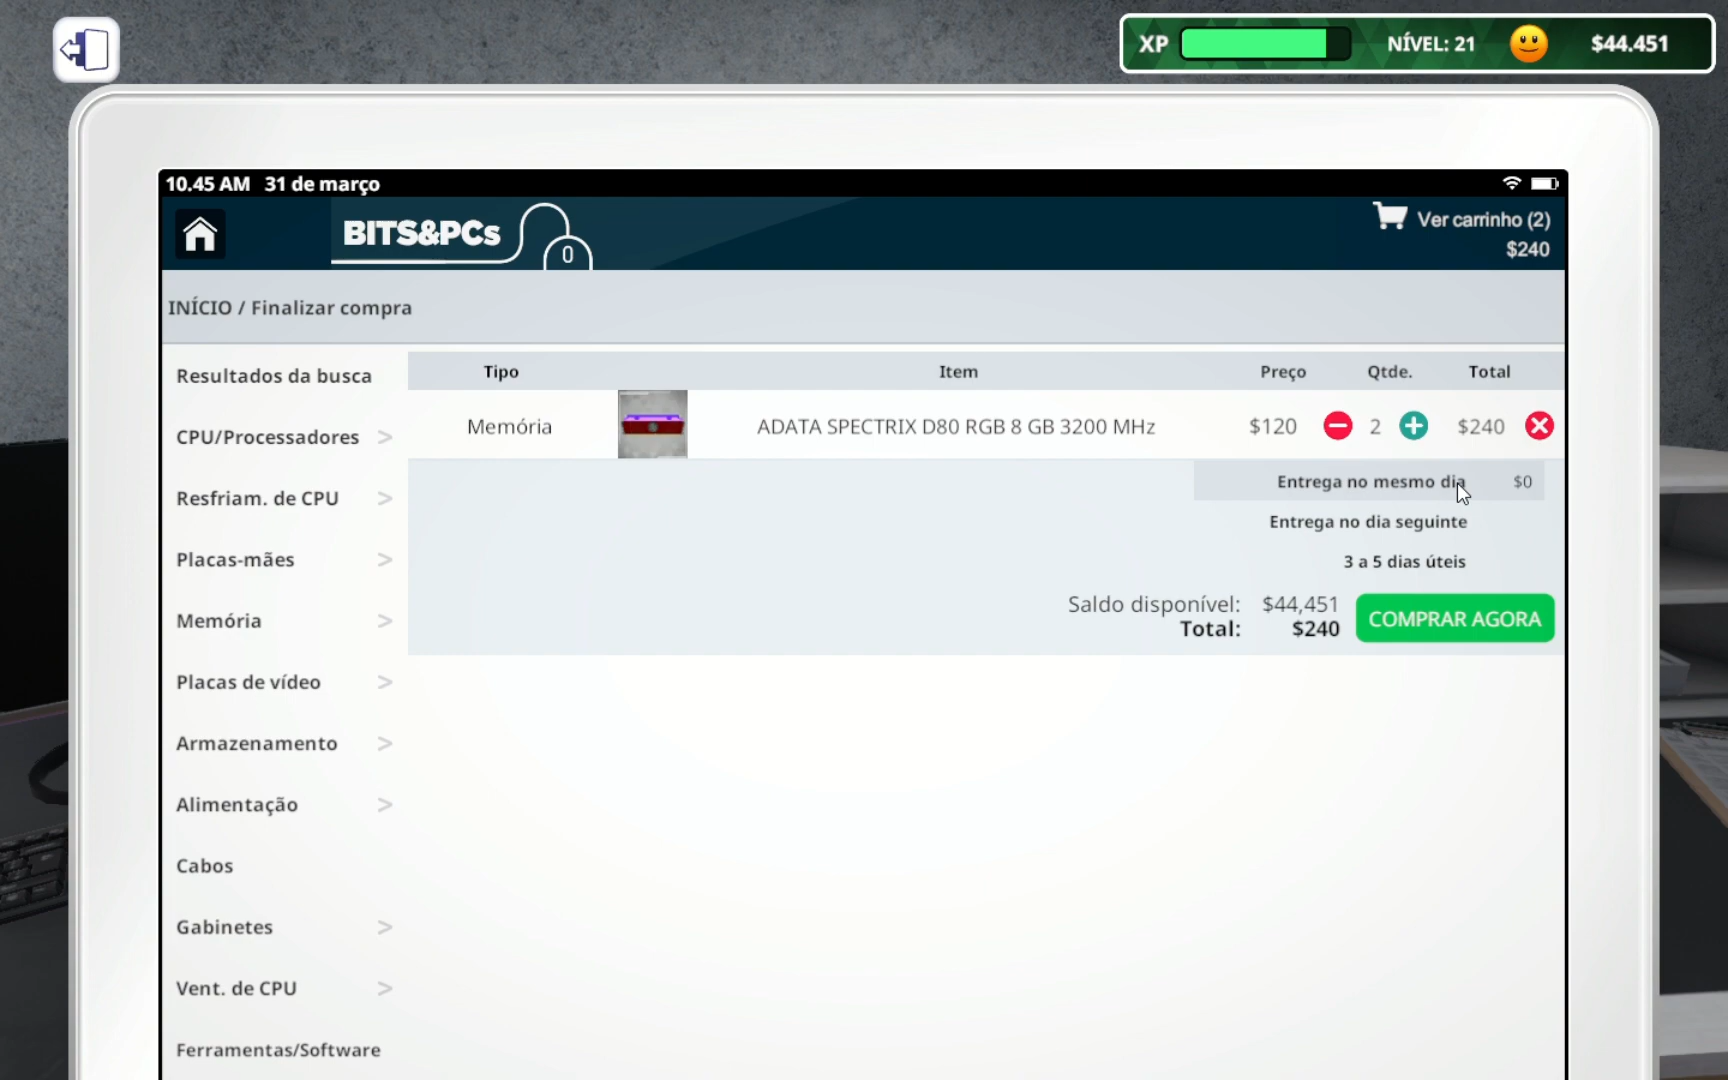 XP NÍVEL: 21 $44.451
10.45 AM 31 de março
BITS&PCs 0
Ver carrinho (2)
$240
INÍCIO / Finalizar compra
Resultados da busca
CPU/Processadores >
Resfriam. de CPU >
Placas-mães >
Memória >
Placas de vídeo >
Armazenamento >
Alimentação >
Cabos
Gabinetes >
Vent. de CPU >
Ferramentas/Software
Tipo Item Preço Qtde. Total
Memória ADATA SPECTRIX D80 RGB 8 GB 3200 MHz $120 2 $240
Entrega no mesmo dia $0
Entrega no dia seguinte
3 a 5 dias úteis
Saldo disponível: $44,451
Total: $240
COMPRAR AGORA